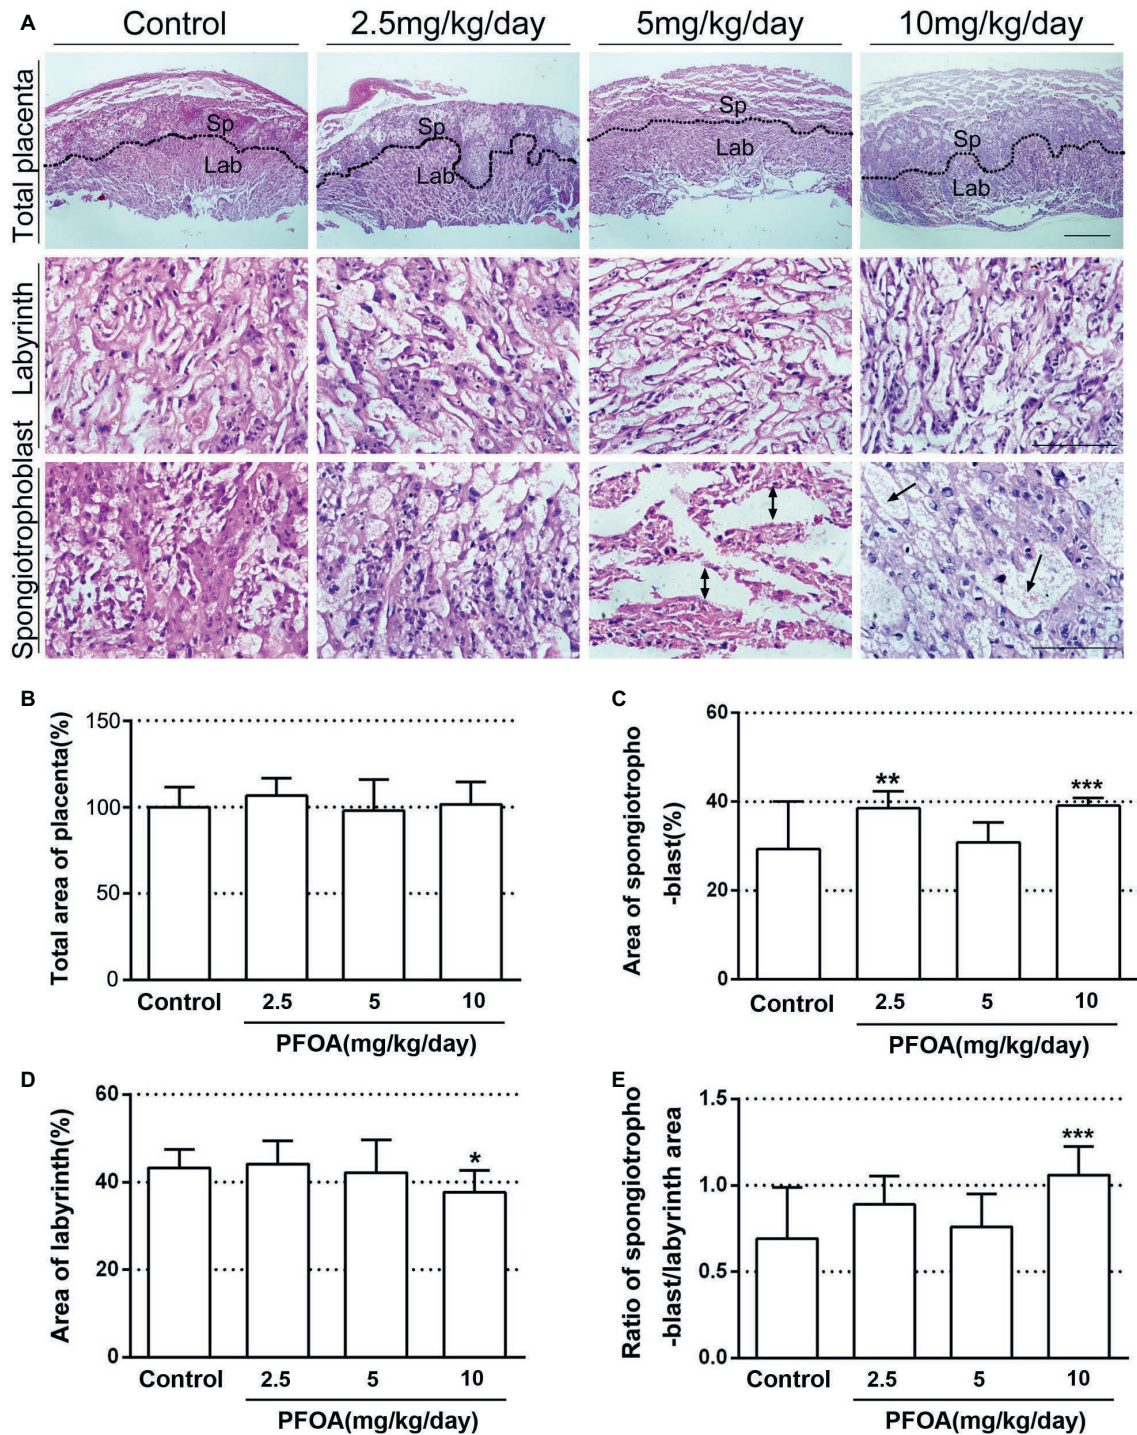 A
Control 2.5mg/kg/day 5mg/kg/day 10mg/kg/day
Total placenta
Sp
Lab
Sp
Lab
Sp
Lab
Sp
Lab
Labyrinth
Spongiotrophoblast
B
Total area of placenta(%)
150
100
50
0
Control 2.5 5 10
PFOA(mg/kg/day)
C
Area of spongiotropho
-blast(%)
60
40
20
0
** ***
Control 2.5 5 10
PFOA(mg/kg/day)
D
Area of labyrinth(%)
60
40
20
0
*
Control 2.5 5 10
PFOA(mg/kg/day)
E
Ratio of spongiotropho
-blast/labyrinth area
1.5
1.0
0.5
0.0
***
Control 2.5 5 10
PFOA(mg/kg/day)